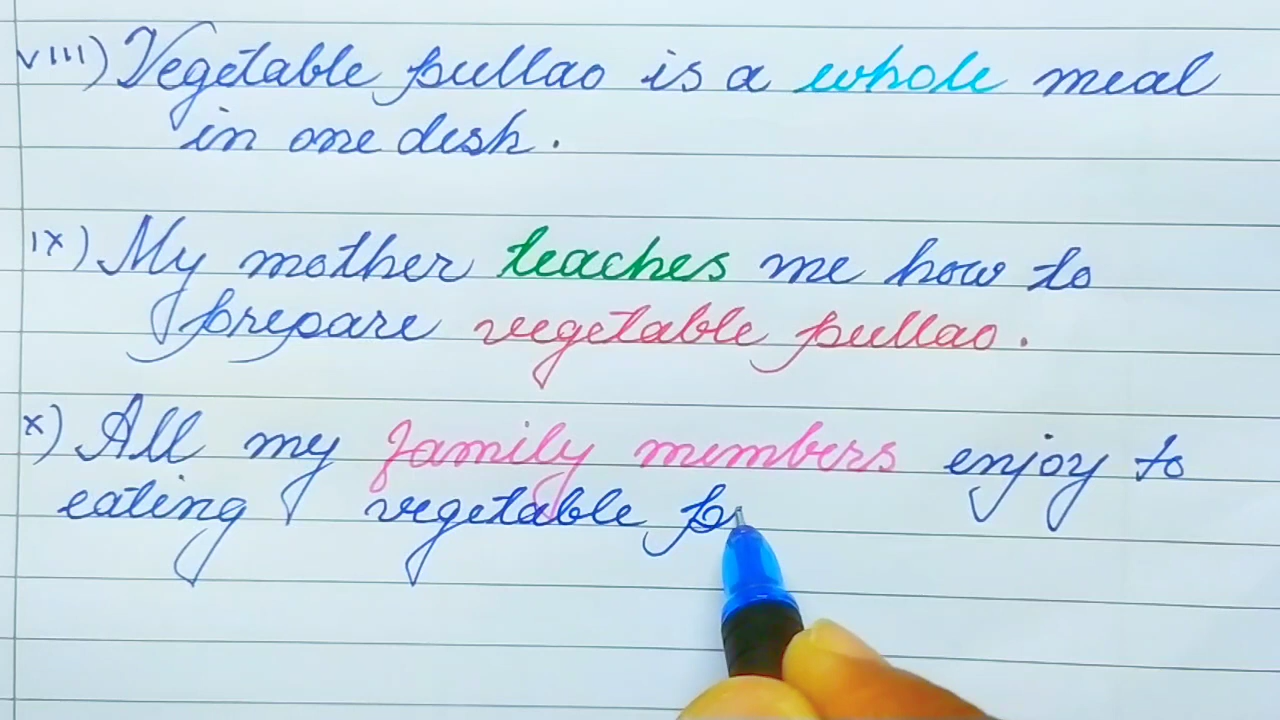 viii) Vegetable pullao is a whole meal
in one desh.
ix) My mother teaches me how to
prepare vegetable pullao.
x) All my family members enjoy to
eating vegetable p